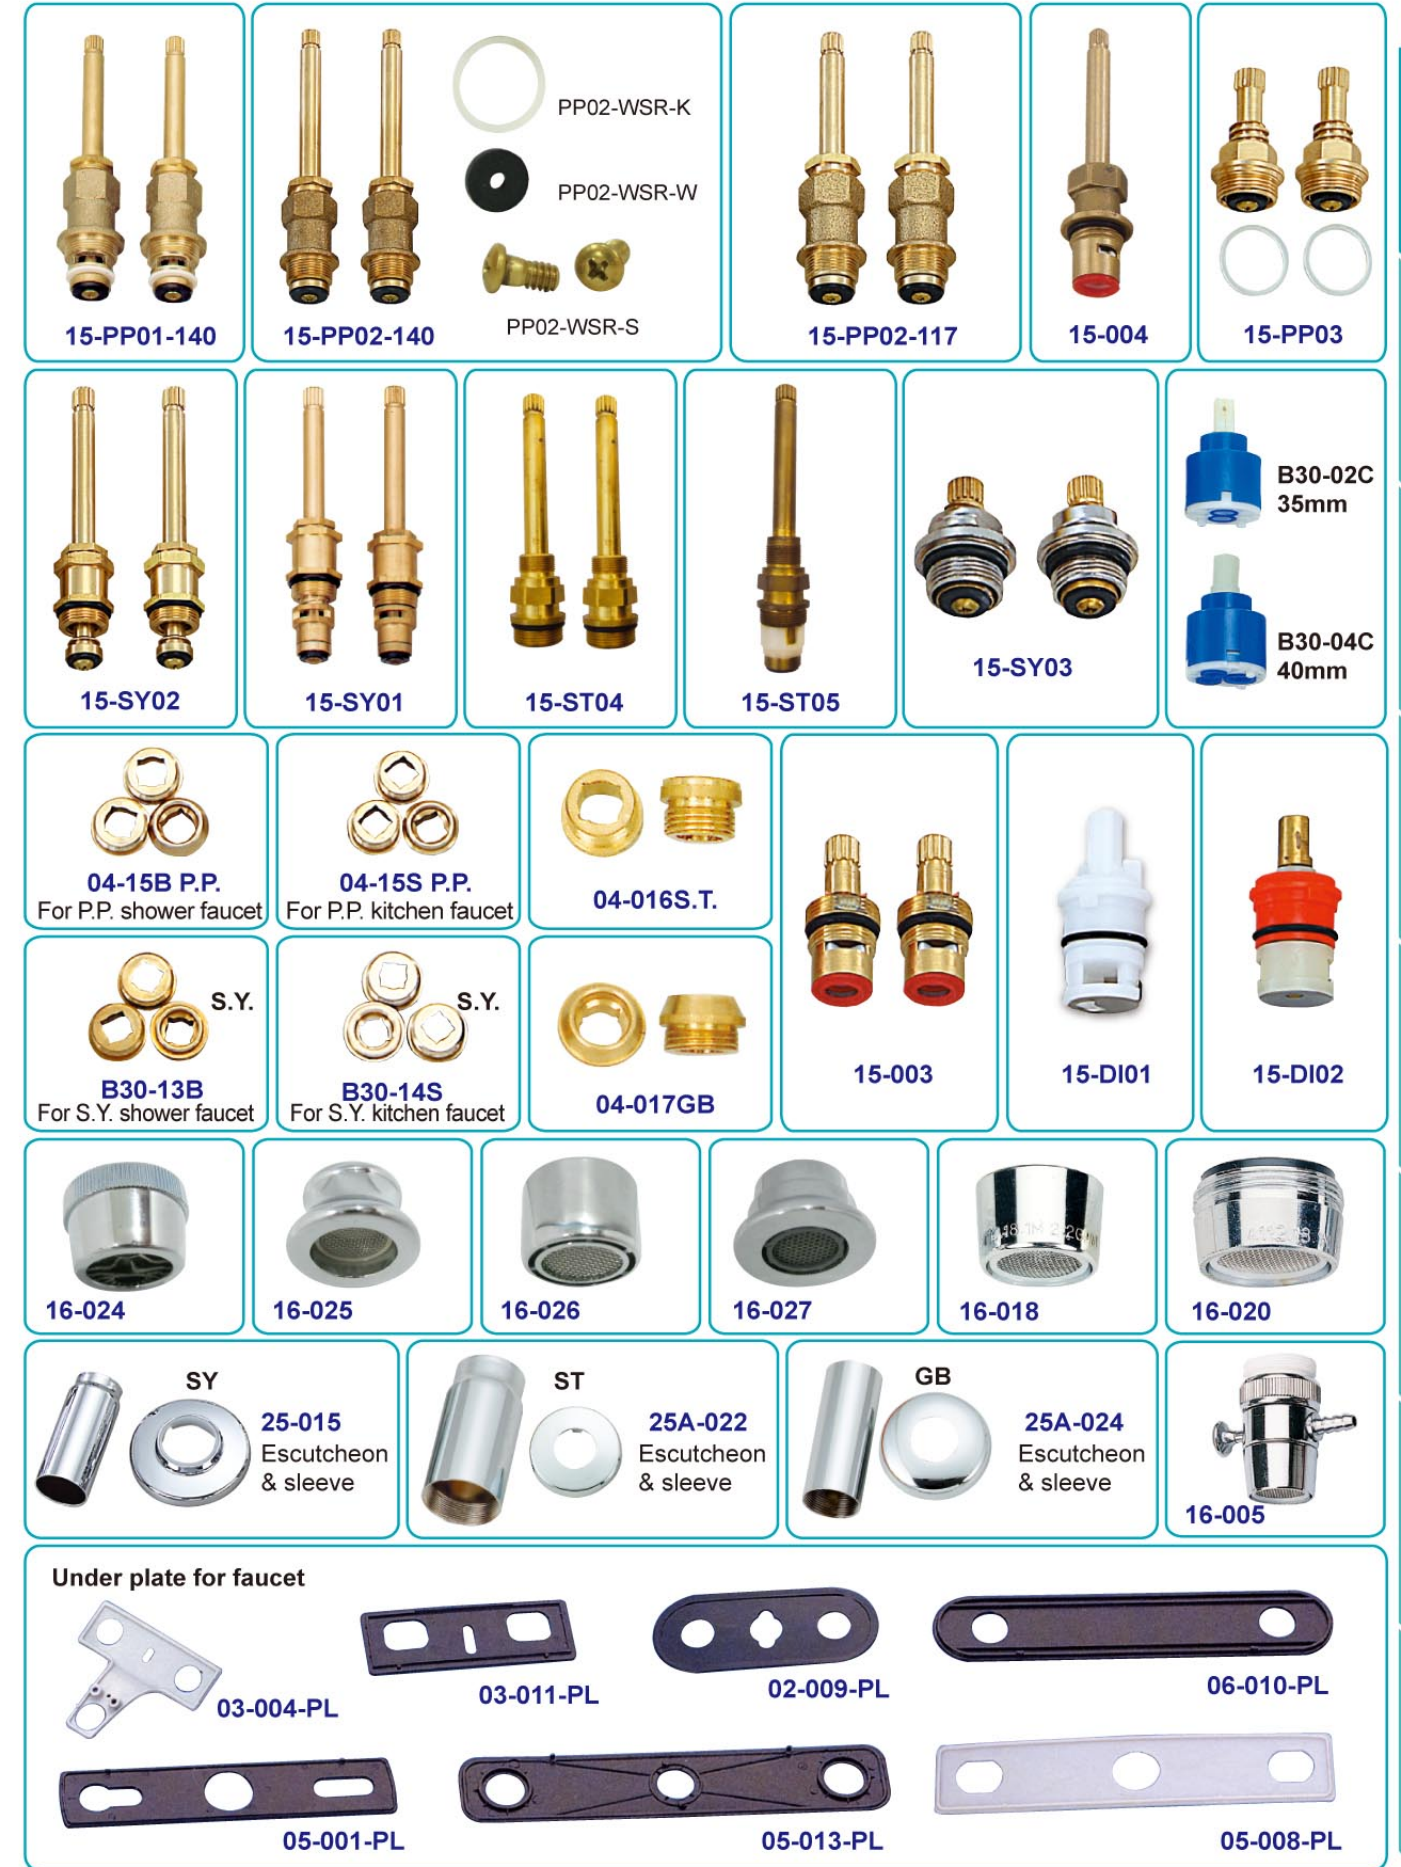 PP02-WSR-K
PP02-WSR-W
PP02-WSR-S
15-PP01-140
15-PP02-140
15-PP02-117
15-004
15-PP03
B30-02C
35mm
B30-04C
40mm
15-SY02
15-SY01
15-ST04
15-ST05
15-SY03
04-15B P.P.
For P.P. shower faucet
04-15S P.P.
For P.P. kitchen faucet
04-016S.T.
S.Y.
B30-13B
For S.Y. shower faucet
S.Y.
B30-14S
For S.Y. kitchen faucet
04-017GB
15-003
15-DI01
15-DI02
16-024
16-025
16-026
16-027
16-018
16-020
SY
25-015
Escutcheon
& sleeve
ST
25A-022
Escutcheon
& sleeve
GB
25A-024
Escutcheon
& sleeve
16-005
Under plate for faucet
03-004-PL
03-011-PL
02-009-PL
06-010-PL
05-001-PL
05-013-PL
05-008-PL